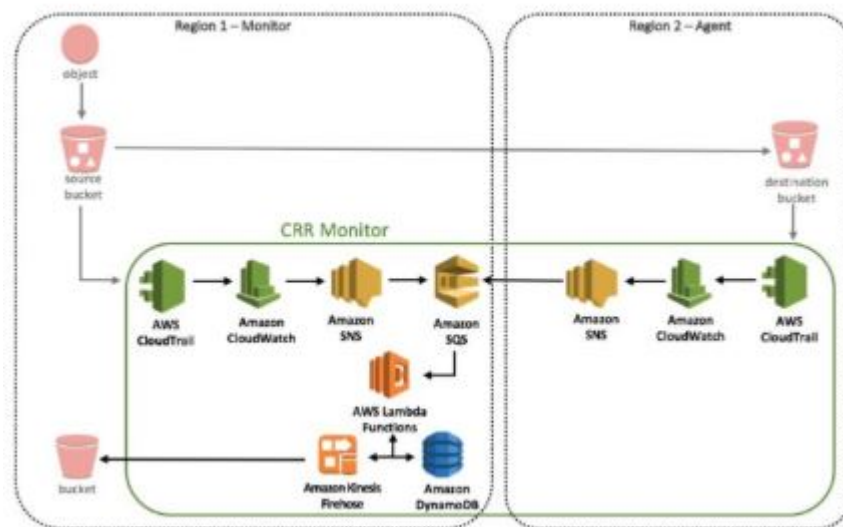 Region 1 – Monitor
Region 2 – Agent
object
source
bucket
destination
bucket
CRR Monitor
AWS
CloudTrail
Amazon
CloudWatch
Amazon
SNS
Amazon
SQS
Amazon
SNS
Amazon
CloudWatch
AWS
CloudTrail
AWS Lambda
Functions
bucket
Amazon Kinesis
Firehose
Amazon
DynamoDB